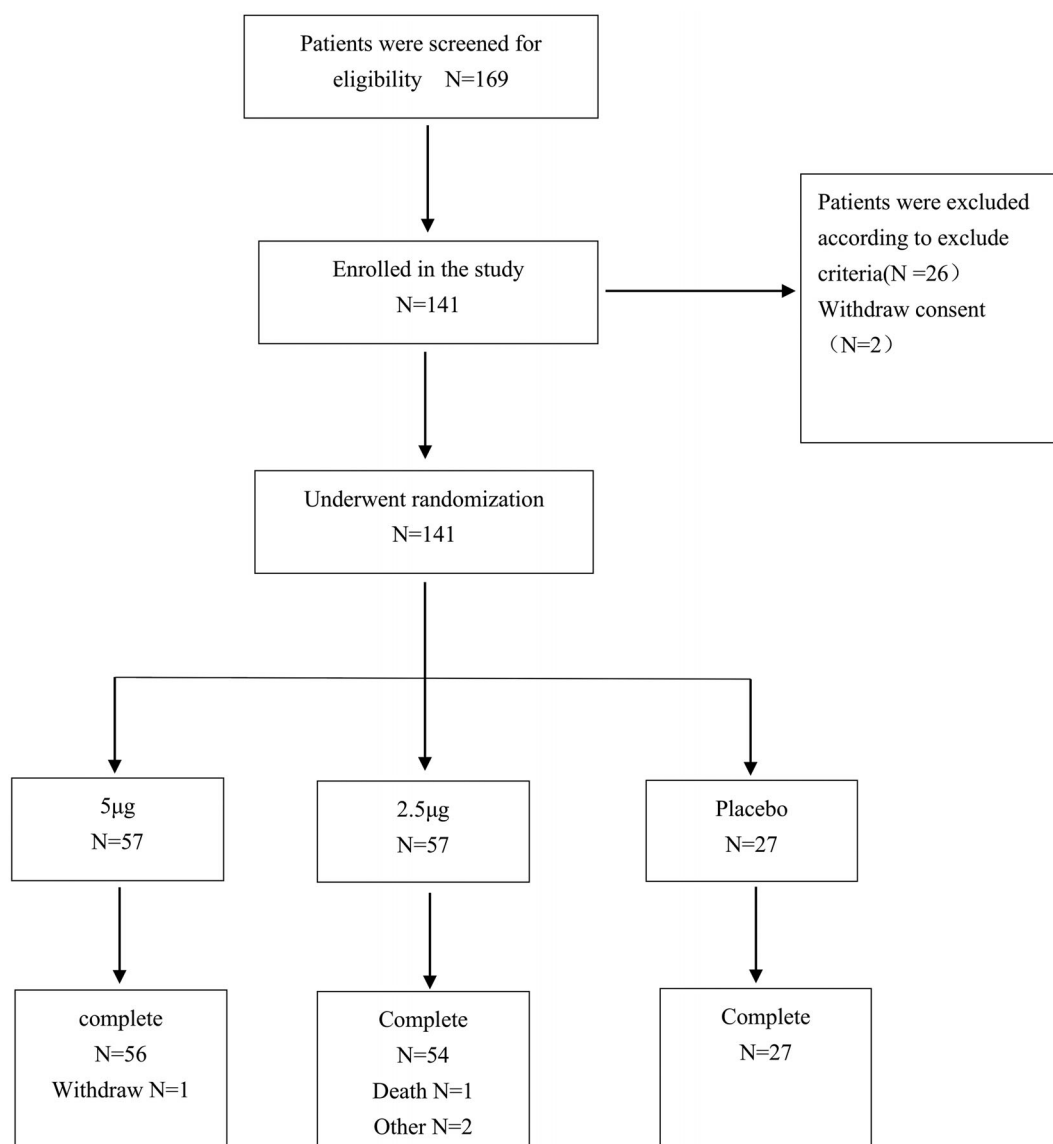 Patients were screened for
eligibility N=169
Patients were excluded
according to exclude
criteria(N =26）
Withdraw consent
（N=2）
Enrolled in the study
N=141
Underwent randomization
N=141
5μg
N=57
2.5μg
N=57
Placebo
N=27
complete
N=56
Withdraw N=1
Complete
N=54
Death N=1
Other N=2
Complete
N=27